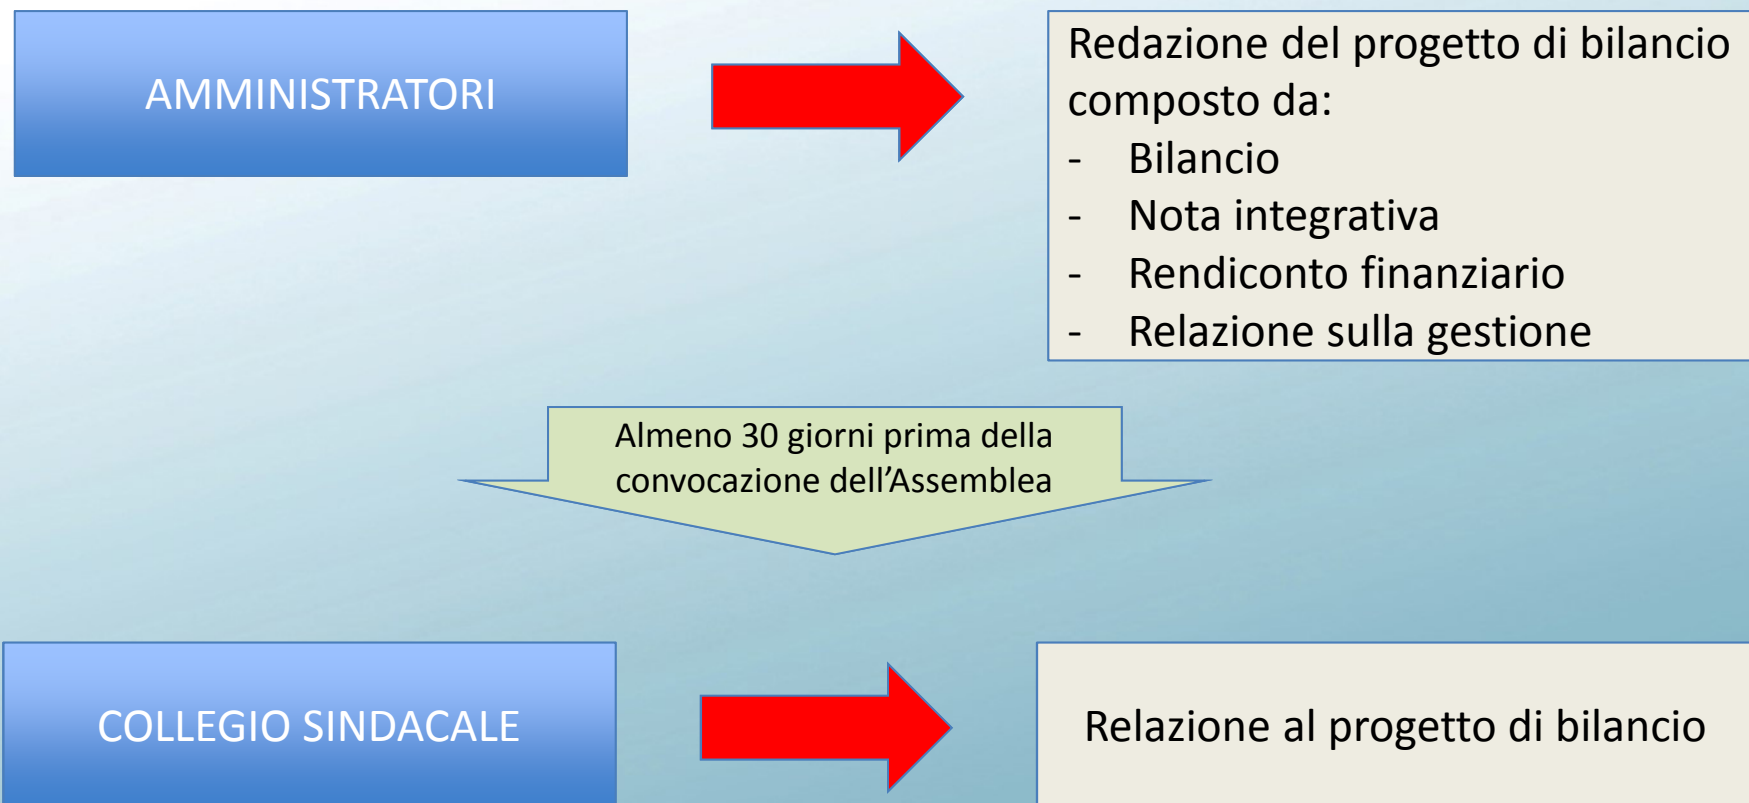 AMMINISTRATORI
Redazione del progetto di bilancio
composto da:
- Bilancio
- Nota integrativa
- Rendiconto finanziario
- Relazione sulla gestione
Almeno 30 giorni prima della
convocazione dell’Assemblea
COLLEGIO SINDACALE
Relazione al progetto di bilancio